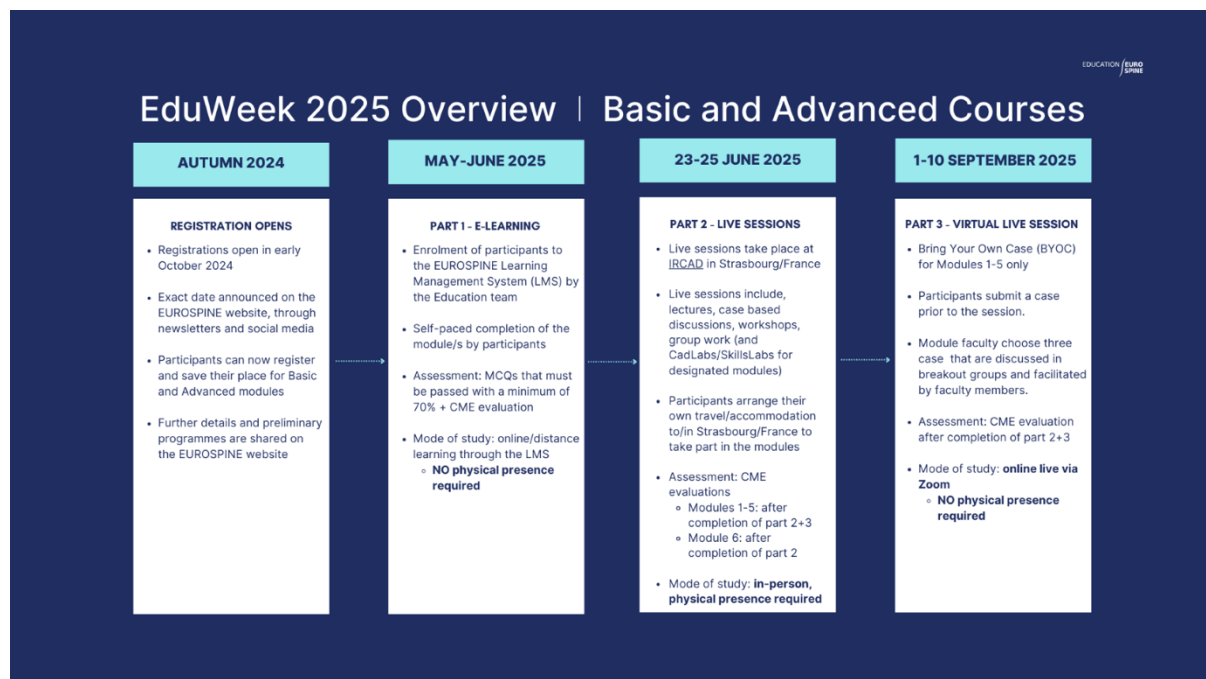 EDUCATION EURO
SPINE
EduWeek 2025 Overview | Basic and Advanced Courses
AUTUMN 2024
REGISTRATION OPENS
• Registrations open in early
October 2024
• Exact date announced on the
EUROSPINE website, through
newsletters and social media
• Participants can now register
and save their place for Basic
and Advanced modules
• Further details and preliminary
programmes are shared on
the EUROSPINE website
MAY-JUNE 2025
PART 1 - E-LEARNING
• Enrolment of participants to
the EUROSPINE Learning
Management System (LMS) by
the Education team
• Self-paced completion of the
module/s by participants
• Assessment: MCQs that must
be passed with a minimum of
70% + CME evaluation
• Mode of study: online/distance
learning through the LMS
◦ NO physical presence
required
23-25 JUNE 2025
PART 2 - LIVE SESSIONS
• Live sessions take place at
IRCAD in Strasbourg/France
• Live sessions include,
lectures, case based
discussions, workshops,
group work (and
CadLabs/SkillsLabs for
designated modules)
• Participants arrange their
own travel/accommodation
to/in Strasbourg/France to
take part in the modules
• Assessment: CME
evaluations
◦ Modules 1-5: after
completion of part 2+3
◦ Module 6: after
completion of part 2
• Mode of study: in-person,
physical presence required
1-10 SEPTEMBER 2025
PART 3 - VIRTUAL LIVE SESSION
• Bring Your Own Case (BYOC)
for Modules 1-5 only
• Participants submit a case
prior to the session.
• Module faculty choose three
case that are discussed in
breakout groups and facilitated
by faculty members.
• Assessment: CME evaluation
after completion of part 2+3
• Mode of study: online live via
Zoom
◦ NO physical presence
required